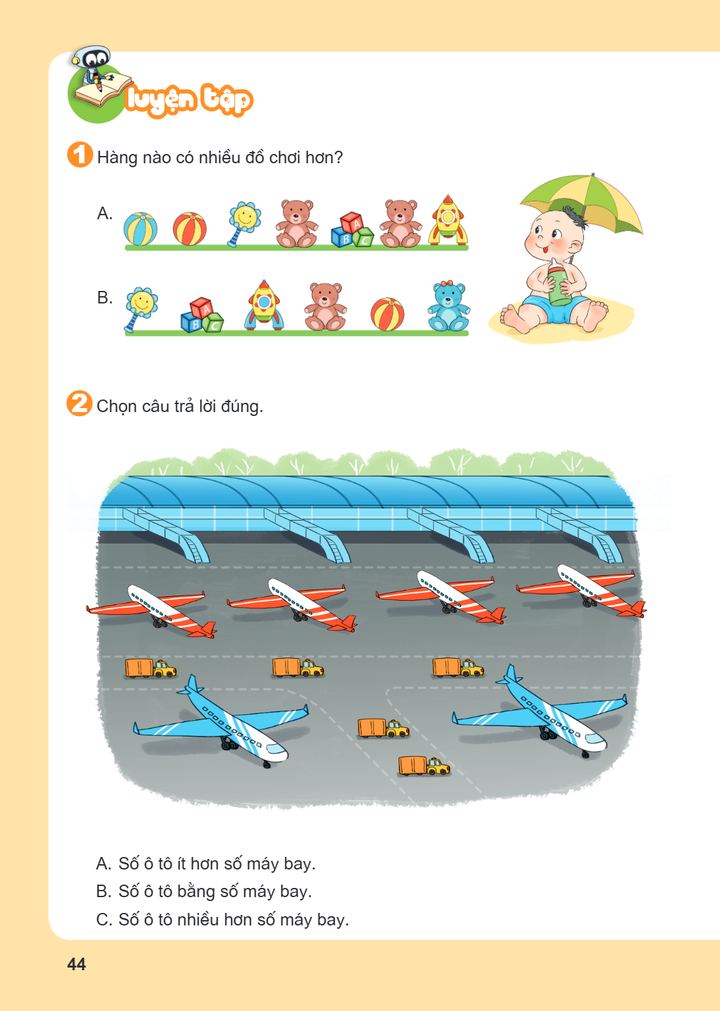 luyện tập
1 Hàng nào có nhiều đồ chơi hơn?
A.
A
B C
B.
A
B C
2 Chọn câu trả lời đúng.
A. Số ô tô ít hơn số máy bay.
B. Số ô tô bằng số máy bay.
C. Số ô tô nhiều hơn số máy bay.
44